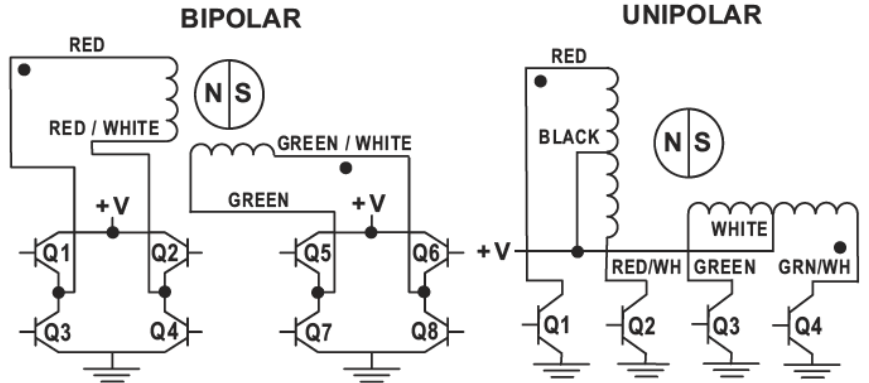 BIPOLAR
RED
N S
RED / WHITE
GREEN / WHITE
GREEN
+V
+V
Q1
Q2
Q5
Q6
Q3
Q4
Q7
Q8
UNIPOLAR
RED
BLACK
N S
WHITE
+V
RED/WH
GREEN
GRN/WH
Q1
Q2
Q3
Q4